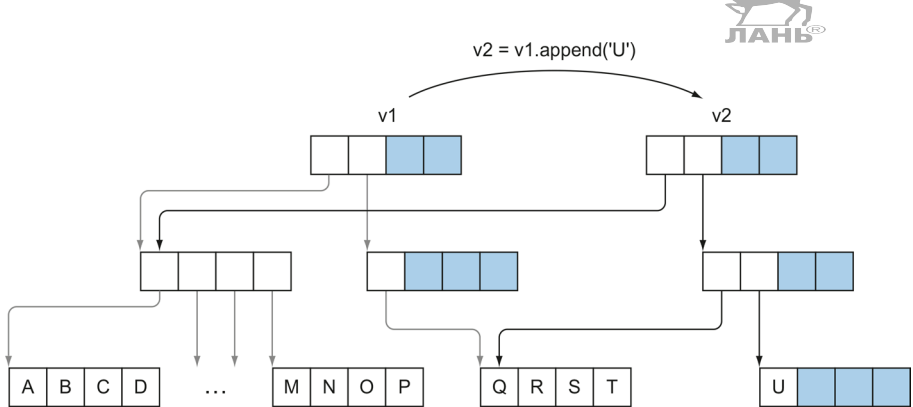 ЛАНЬ®
v2 = v1.append('U')
v1
v2
A B C D ... M N O P Q R S T U